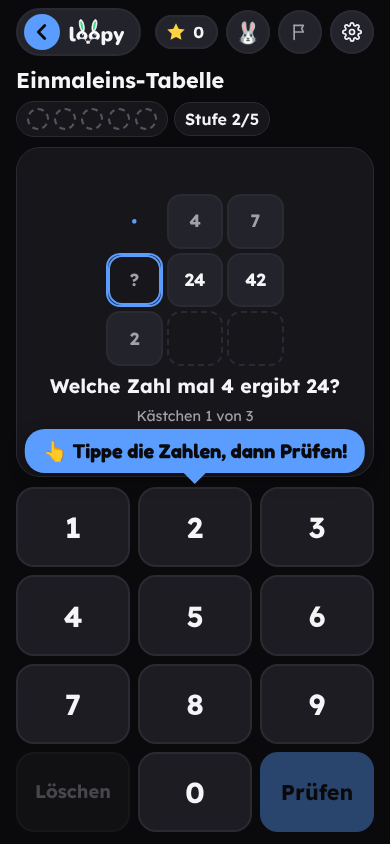 loopy
0
Einmaleins-Tabelle
Stufe 2/5
· 4 7
? 24 42
2
Welche Zahl mal 4 ergibt 24?
Kästchen 1 von 3
👆 Tippe die Zahlen, dann Prüfen!
1 2 3
4 5 6
7 8 9
Löschen 0 Prüfen